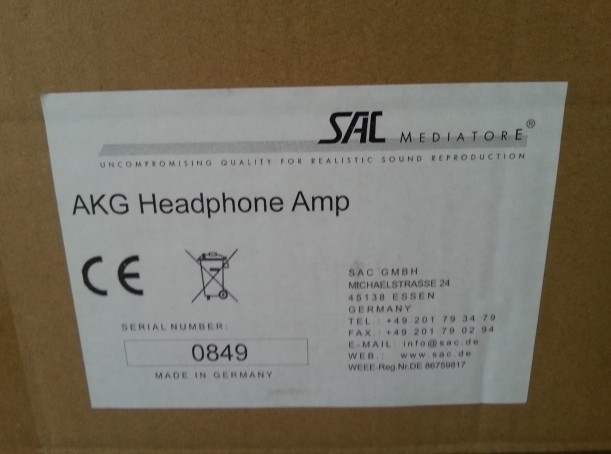 SAC MEDIATORE®
UNCOMPROMISING QUALITY FOR REALISTIC SOUND REPRODUCTION
AKG Headphone Amp
CE
SERIAL NUMBER:
0849
MADE IN GERMANY
SAC GMBH
MICHAELSTRASSE 24
45138 ESSEN
GERMANY
TEL.: +49 201 79 34 79
FAX.: +49 201 79 02 94
E-MAIL: info@sac.de
WEB.: www.sac.de
WEEE-Reg.Nr.DE 86759817